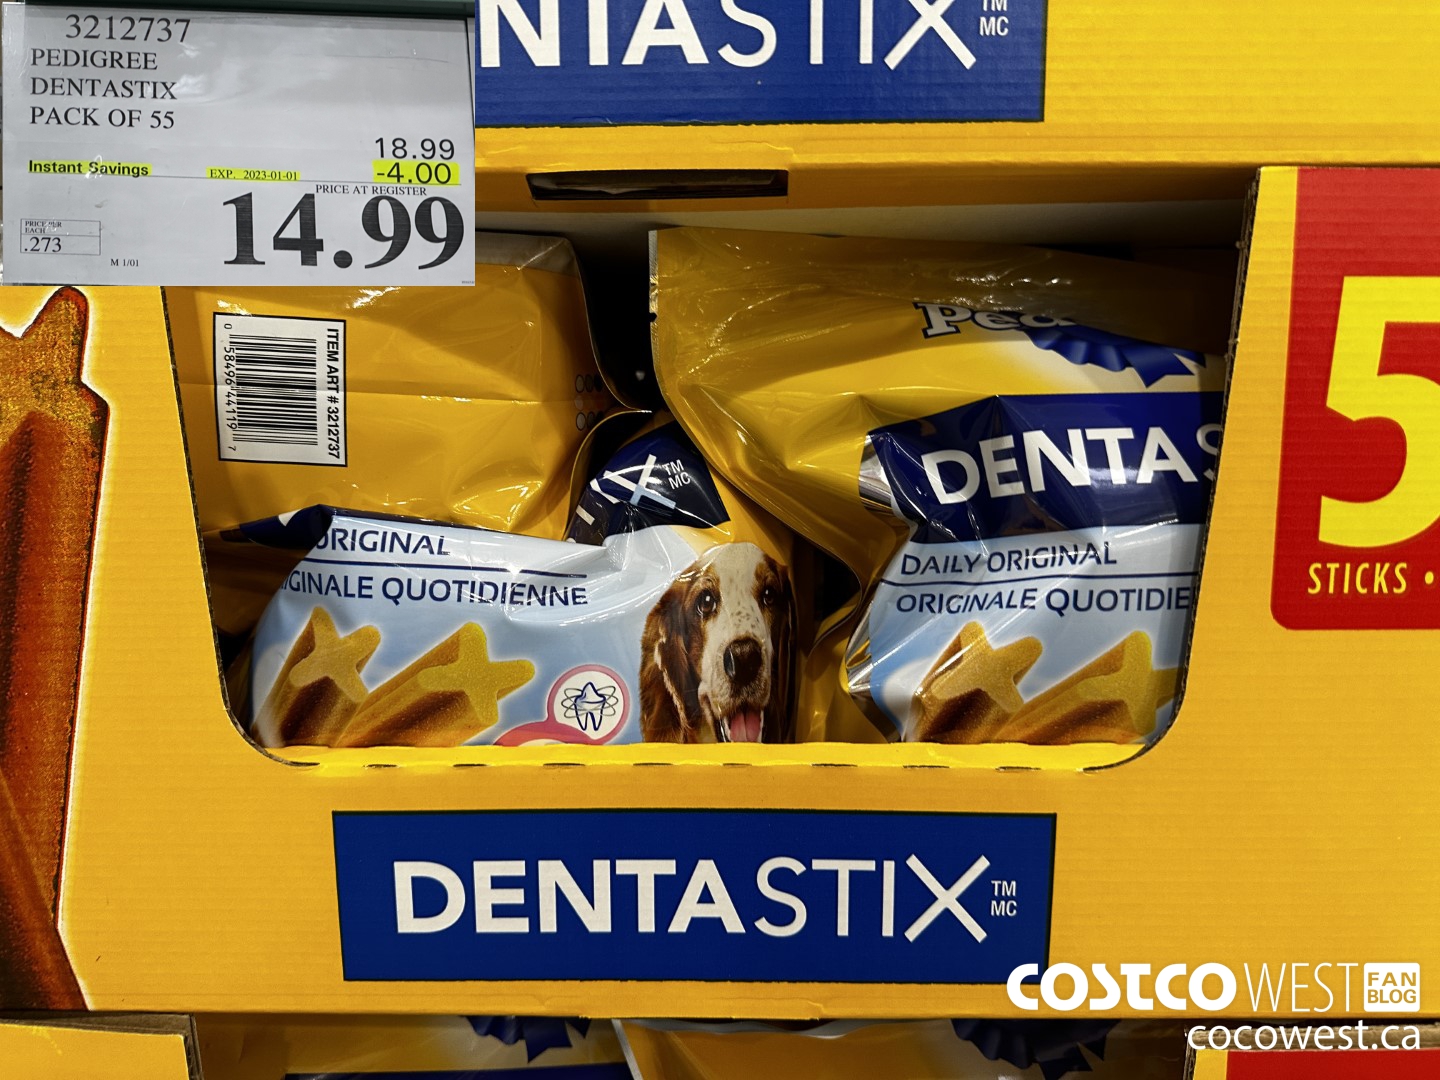 3212737
PEDIGREE
DENTASTIX
PACK OF 55
18.99
Instant Savings EXP. 2023-01-01 -4.00
PRICE AT REGISTER
14.99
PRICE PER
EACH
.273
M 1/01
NTASTIX TM
MC
ITEM ART # 3212737
0 58496 44119 7
Ped
DENTAS
DAILY ORIGINAL
ORIGINALE QUOTIDIE
IX TM
MC
ORIGINAL
IGINALE QUOTIDIENNE
5
STICKS •
DENTASTIX TM
MC
COSTCO WEST FAN
BLOG
cocowest.ca